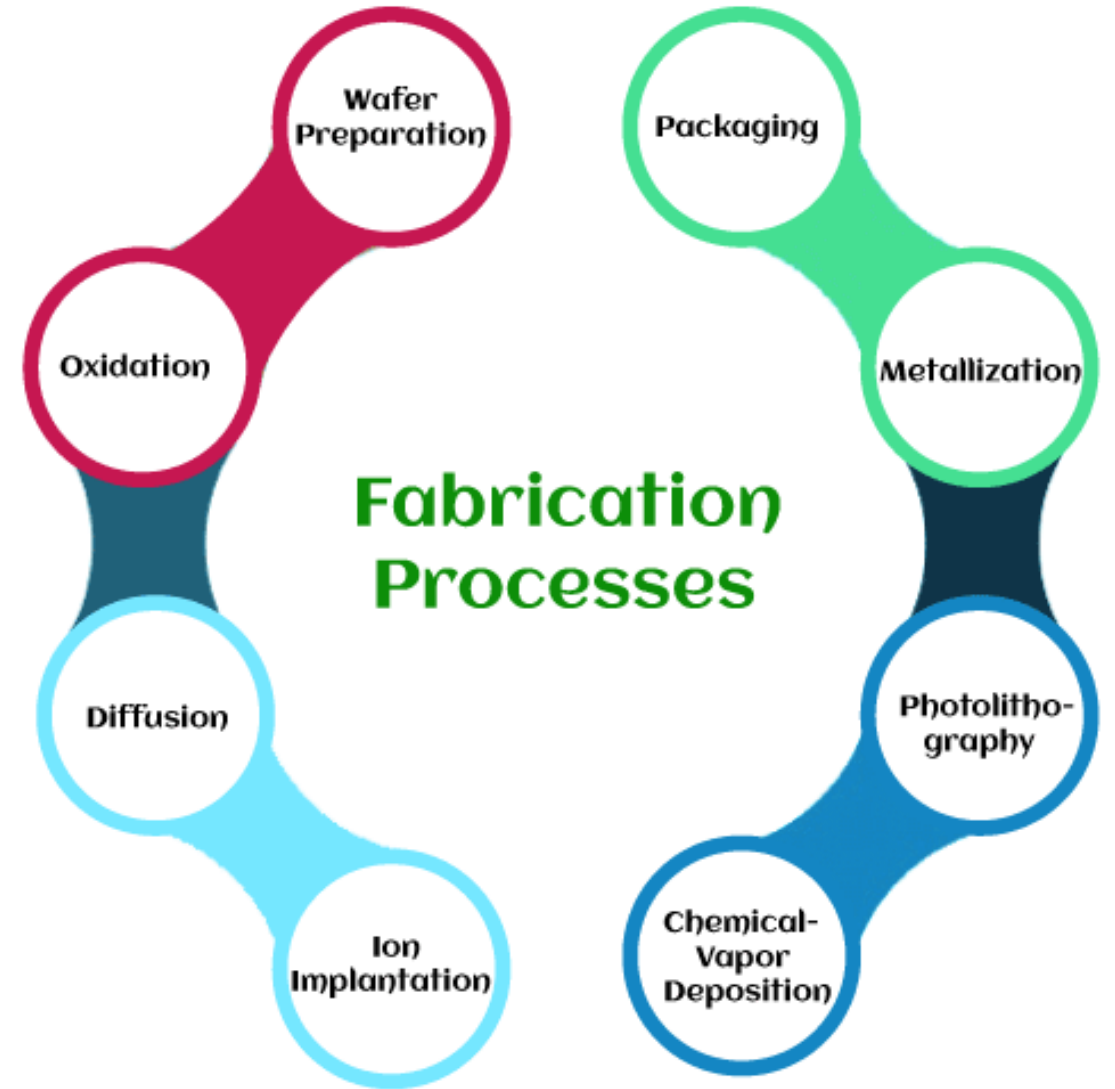 Wafer
Preparation
Packaging
Oxidation
Metallization
Fabrication
Processes
Diffusion
Photolitho-
graphy
Ion
Implantation
Chemical-
Vapor
Deposition